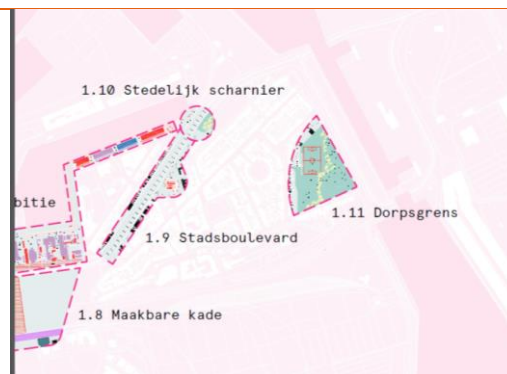 1.10 Stedelijk scharnier
bitie
1.11 Dorpsgrens
1.9 Stadsboulevard
1.8 Maakbare kade